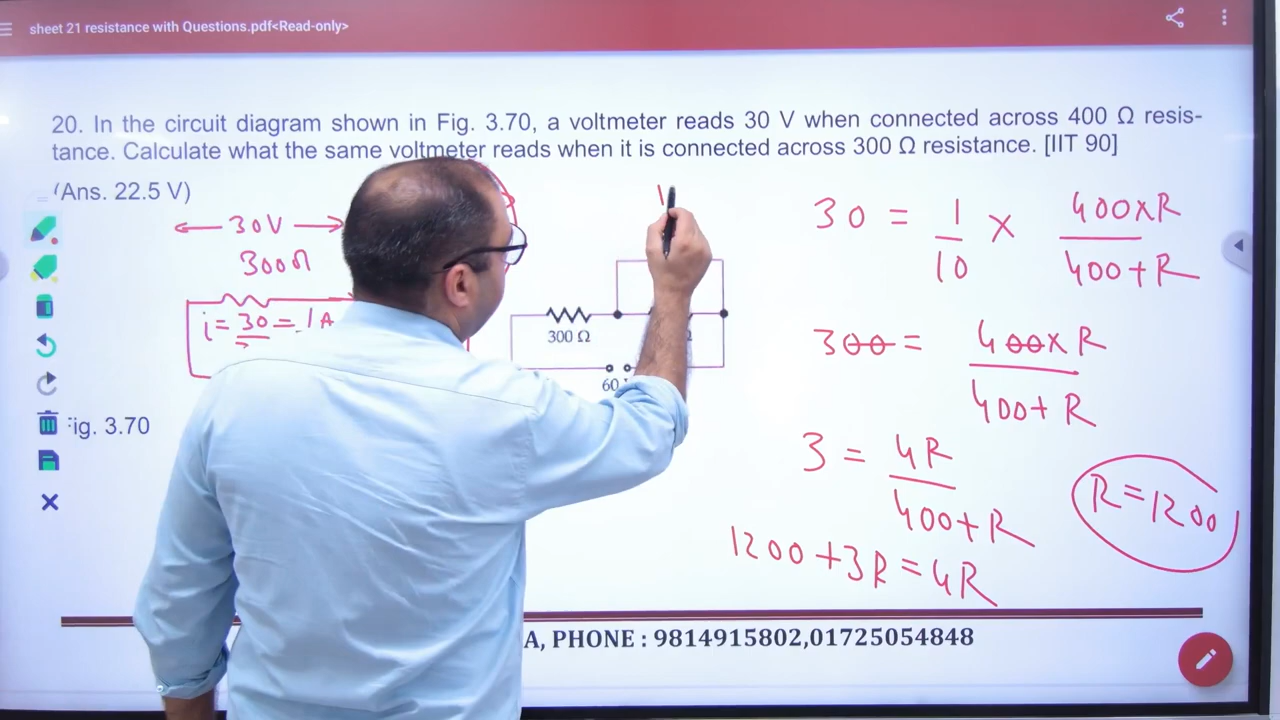 sheet 21 resistance with Questions.pdf<Read-only>
20. In the circuit diagram shown in Fig. 3.70, a voltmeter reads 30 V when connected across 400 Ω resis-
tance. Calculate what the same voltmeter reads when it is connected across 300 Ω resistance. [IIT 90]
(Ans. 22.5 V)
30V
300Ω
i = 30 = .1 A
300 Ω
60
ig. 3.70
30 = 1/10 × 400×R/400+R
300 = 400×R/400+R
3 = 4R/400+R
1200+3R=4R
R=1200
A, PHONE : 9814915802,01725054848